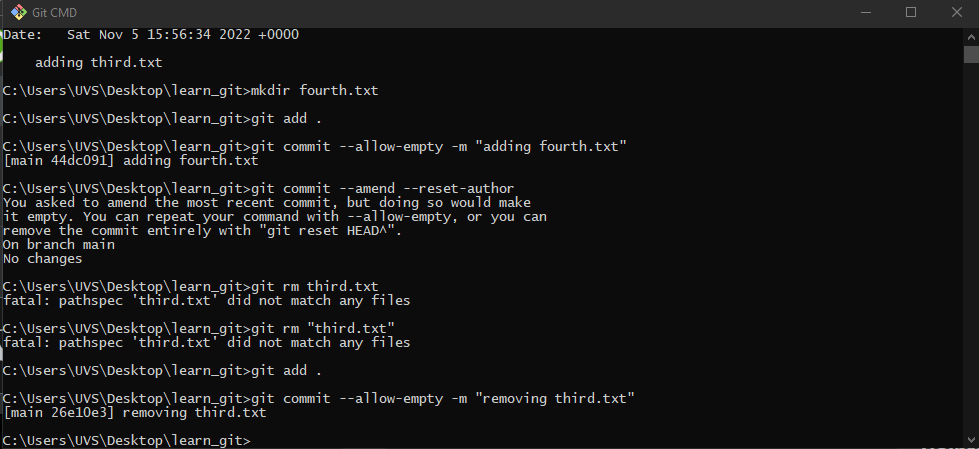 Git CMD
Date:   Sat Nov 5 15:56:34 2022 +0000
    adding third.txt
C:\Users\UVS\Desktop\learn_git>mkdir fourth.txt
C:\Users\UVS\Desktop\learn_git>git add .
C:\Users\UVS\Desktop\learn_git>git commit --allow-empty -m "adding fourth.txt"
[main 44dc091] adding fourth.txt
C:\Users\UVS\Desktop\learn_git>git commit --amend --reset-author
You asked to amend the most recent commit, but doing so would make
it empty. You can repeat your command with --allow-empty, or you can
remove the commit entirely with "git reset HEAD^".
On branch main
No changes
C:\Users\UVS\Desktop\learn_git>git rm third.txt
fatal: pathspec 'third.txt' did not match any files
C:\Users\UVS\Desktop\learn_git>git rm "third.txt"
fatal: pathspec 'third.txt' did not match any files
C:\Users\UVS\Desktop\learn_git>git add .
C:\Users\UVS\Desktop\learn_git>git commit --allow-empty -m "removing third.txt"
[main 26e10e3] removing third.txt
C:\Users\UVS\Desktop\learn_git>